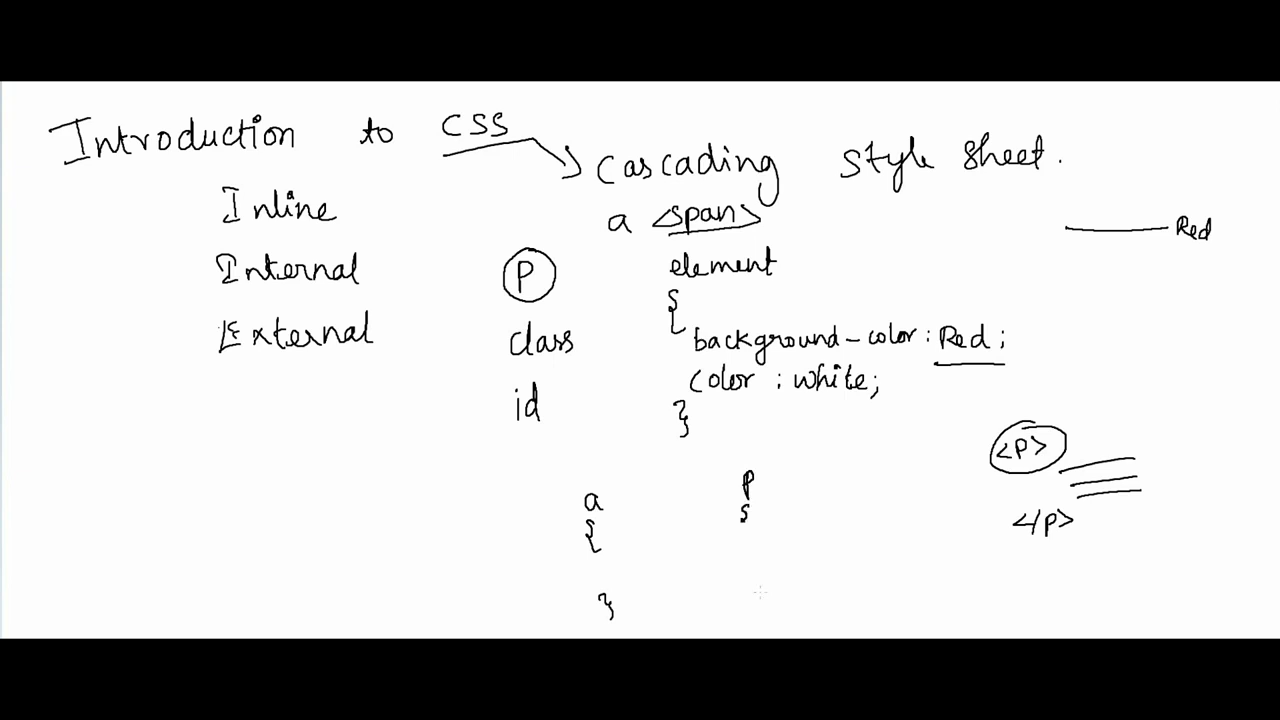 Introduction to CSS
Cascading Style Sheet.
Inline
a <span>
Red
Internal
P
element
{
External
class
background-color: Red;
color : white;
id
}
<P>
</P>
a
{
}
P
{